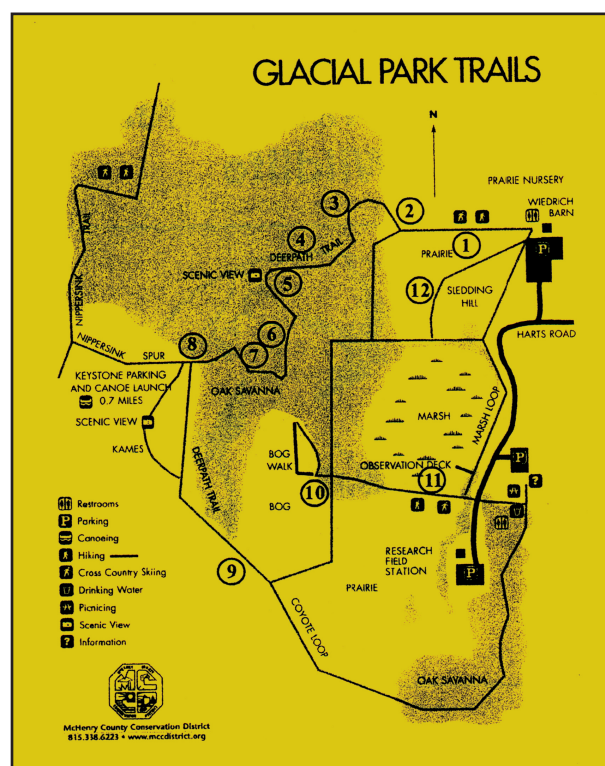 GLACIAL PARK TRAILS
N
PRAIRIE NURSERY
WIEDRICH
BARN
P
3
2
1
PRAIRIE
4
DEERPATH TRAIL
SCENIC VIEW
5
12
SLEDDING
HILL
NIPPERSINK TRAIL
HARTS ROAD
6
7
8
NIPPERSINK SPUR
KEYSTONE PARKING
AND CANOE LAUNCH
0.7 MILES
OAK SAVANNA
SCENIC VIEW
KAMES
MARSH
MARSH LOOP
DEERPATH TRAIL
BOG
WALK
OBSERVATION DECK
P
?
10
11
BOG
RESEARCH
FIELD
STATION
P
9
PRAIRIE
COYOTE LOOP
OAK SAVANNA
Restrooms
P Parking
Canoeing
Hiking
Cross Country Skiing
Drinking Water
Picnicing
Scenic View
? Information
McHenry County Conservation District
815.338.6223 • www.mccdistrict.org